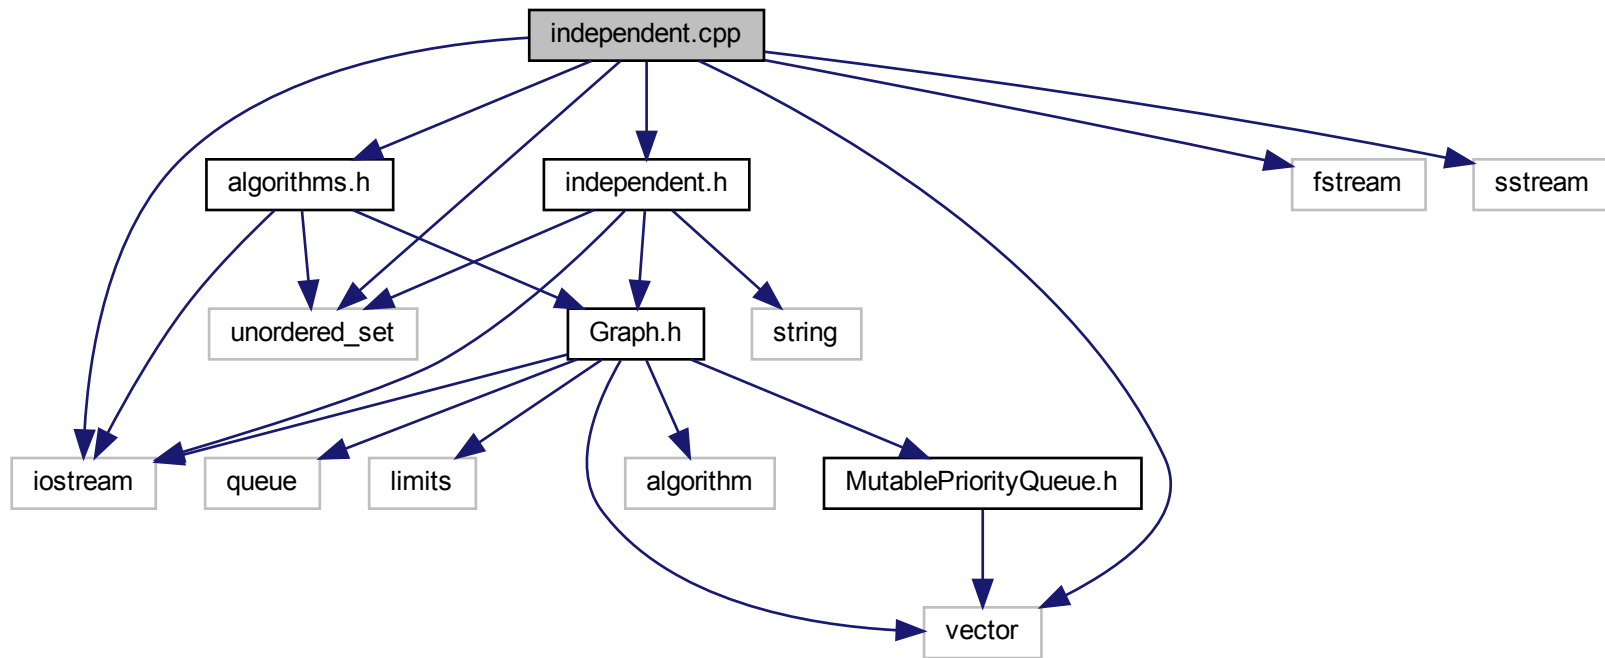 independent.cpp
algorithms.h
independent.h
fstream
sstream
unordered_set
Graph.h
string
iostream
queue
limits
algorithm
MutablePriorityQueue.h
vector